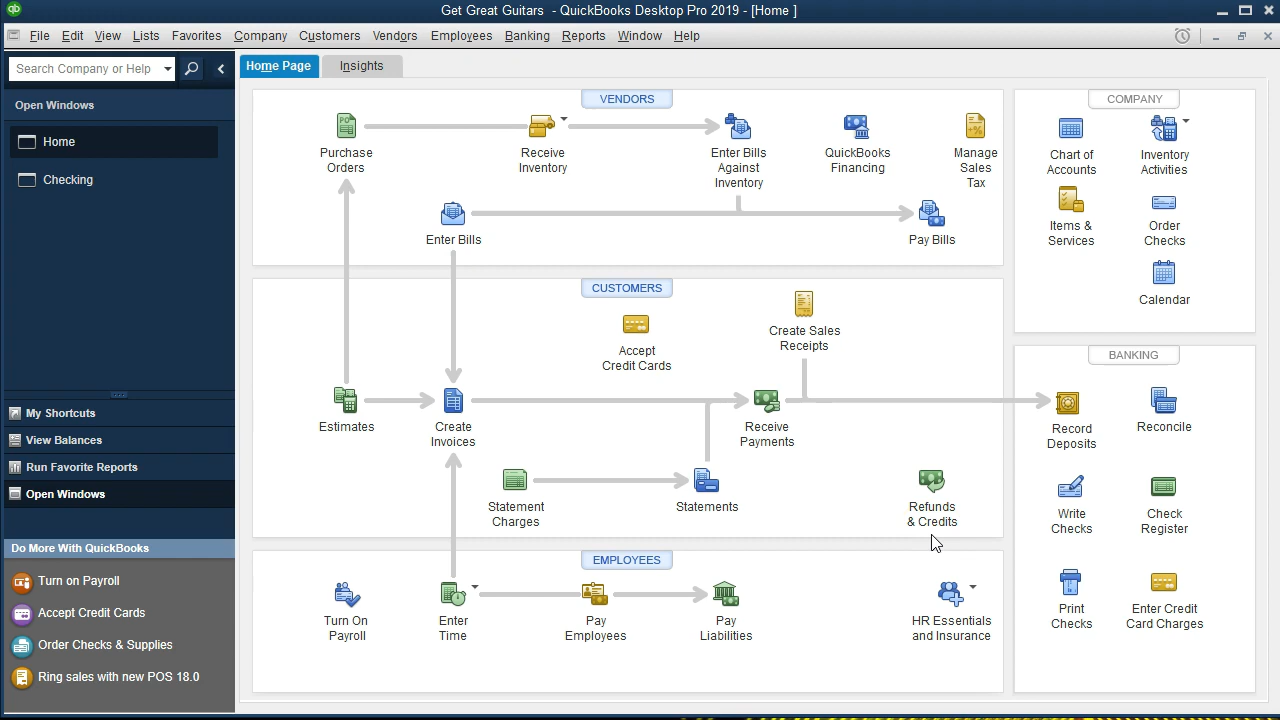 qb
Get Great Guitars - QuickBooks Desktop Pro 2019 - [Home ]
File Edit View Lists Favorites Company Customers Vendors Employees Banking Reports Window Help
Search Company or Help
Home Page
Insights
Open Windows
Home
Checking
My Shortcuts
View Balances
Run Favorite Reports
Open Windows
Do More With QuickBooks
Turn on Payroll
Accept Credit Cards
Order Checks & Supplies
Ring sales with new POS 18.0
VENDORS
Purchase
Orders
Receive
Inventory
Enter Bills
Against
Inventory
QuickBooks
Financing
Manage
Sales
Tax
Enter Bills
Pay Bills
CUSTOMERS
Create Sales
Receipts
Accept
Credit Cards
Estimates
Create
Invoices
Receive
Payments
Statement
Charges
Statements
Refunds
& Credits
EMPLOYEES
Turn On
Payroll
Enter
Time
Pay
Employees
Pay
Liabilities
HR Essentials
and Insurance
COMPANY
Chart of
Accounts
Inventory
Activities
Items &
Services
Order
Checks
Calendar
BANKING
Record
Deposits
Reconcile
Write
Checks
Check
Register
Print
Checks
Enter Credit
Card Charges